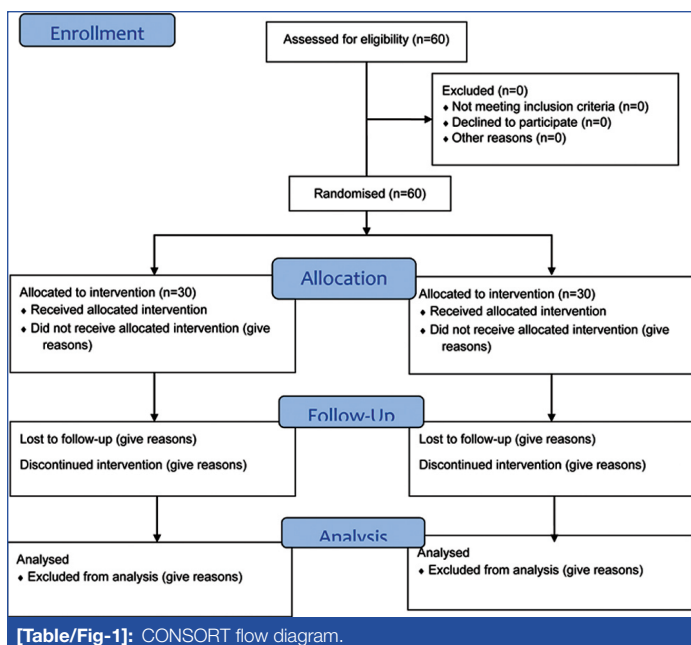 Enrollment
Assessed for eligibility (n=60)
Excluded (n=0)
♦ Not meeting inclusion criteria (n=0)
♦ Declined to participate (n=0)
♦ Other reasons (n=0)
Randomised (n=60)
Allocation
Allocated to intervention (n=30)
♦ Received allocated intervention
♦ Did not receive allocated intervention (give
reasons)
Allocated to intervention (n=30)
♦ Received allocated intervention
♦ Did not receive allocated intervention (give
reasons)
Follow-Up
Lost to follow-up (give reasons)
Discontinued intervention (give reasons)
Lost to follow-up (give reasons)
Discontinued intervention (give reasons)
Analysis
Analysed
♦ Excluded from analysis (give reasons)
Analysed
♦ Excluded from analysis (give reasons)
[Table/Fig-1]: CONSORT flow diagram.